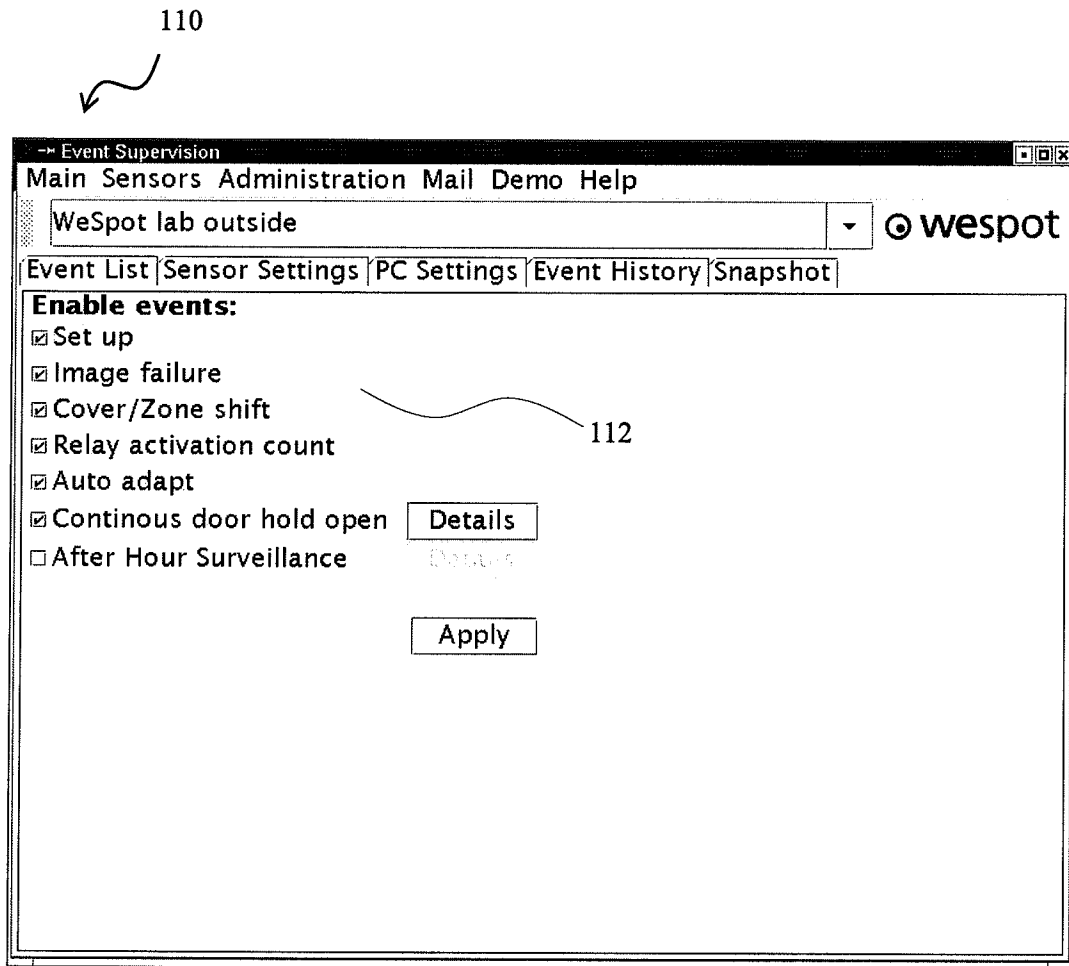 110
Event Supervision
Main Sensors Administration Mail Demo Help
WeSpot lab outside
wespot
Event List Sensor Settings PC Settings Event History Snapshot
Enable events:
Set up
Image failure
Cover/Zone shift
112
Relay activation count
Auto adapt
Continous door hold open Details
After Hour Surveillance Details
Apply